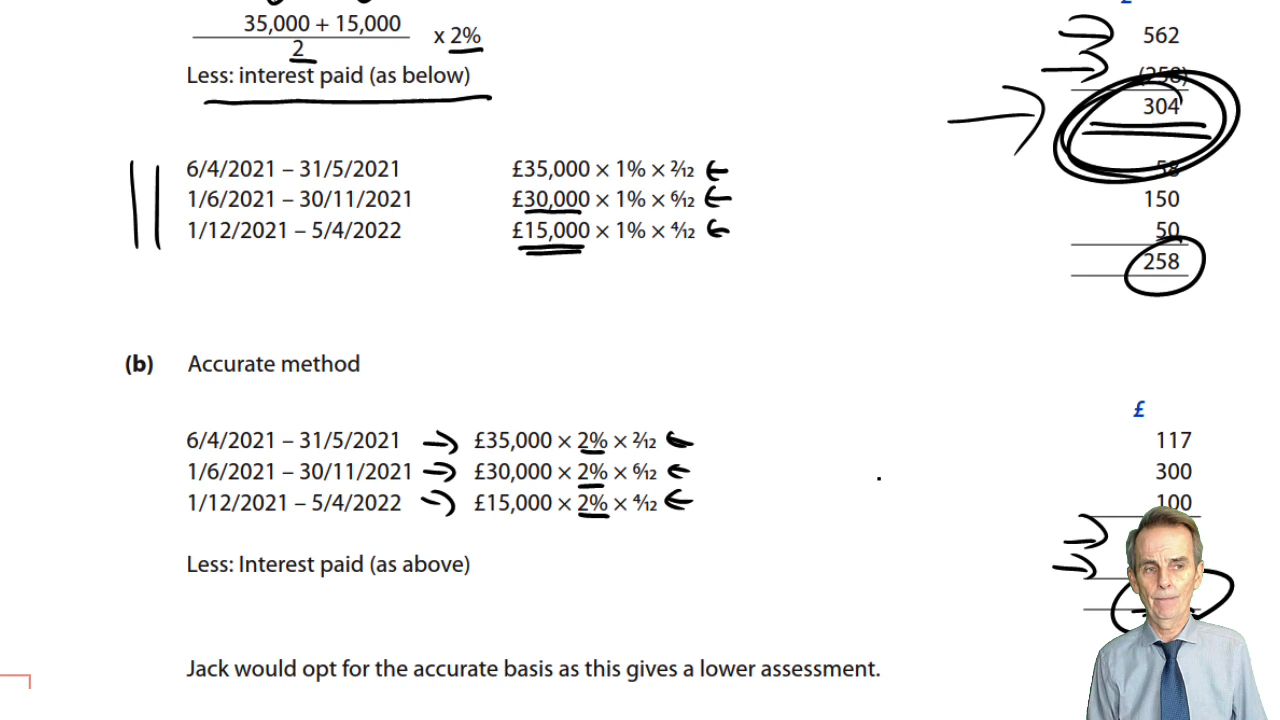 35,000 + 15,000
2
x 2%
562
Less: interest paid (as below)
(258)
304
6/4/2021 – 31/5/2021 £35,000 × 1% × 2/12 58
1/6/2021 – 30/11/2021 £30,000 × 1% × 6/12 150
1/12/2021 – 5/4/2022 £15,000 × 1% × 4/12 50
258
(b) Accurate method
£
6/4/2021 – 31/5/2021 £35,000 × 2% × 2/12 117
1/6/2021 – 30/11/2021 £30,000 × 2% × 6/12 300
1/12/2021 – 5/4/2022 £15,000 × 2% × 4/12 100
Less: Interest paid (as above)
Jack would opt for the accurate basis as this gives a lower assessment.